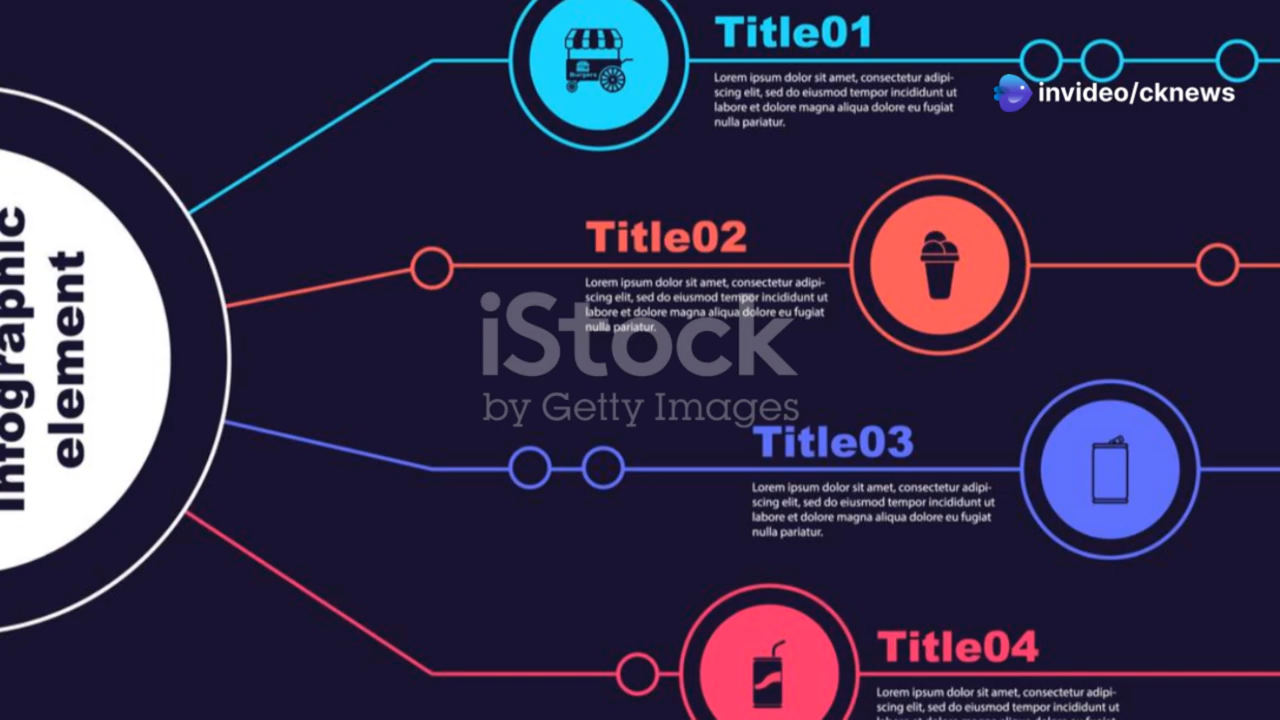 Infographic
element
Title01
Lorem ipsum dolor sit amet, consectetur adipi-
scing elit, sed do eiusmod tempor incididunt ut
labore et dolore magna aliqua dolore eu fugiat
nulla pariatur.
Burgers
invideo/cknews
Title02
Lorem ipsum dolor sit amet, consectetur adipi-
scing elit, sed do eiusmod tempor incididunt ut
labore et dolore magna aliqua dolore eu fugiat
nulla pariatur.
iStock
by Getty Images
Title03
Lorem ipsum dolor sit amet, consectetur adipi-
scing elit, sed do eiusmod tempor incididunt ut
labore et dolore magna aliqua dolore eu fugiat
nulla pariatur.
Title04
Lorem ipsum dolor sit amet, consectetur adipi-
scing elit, sed do eiusmod tempor incididunt ut